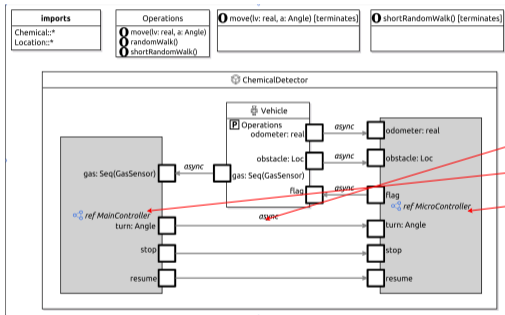 imports
Chemical::*
Location::*
Operations
move(lv: real, a: Angle)
randomWalk()
shortRandomWalk()
move(lv: real, a: Angle) [terminates]
shortRandomWalk() [terminates]
ChemicalDetector
Vehicle
P Operations
odometer: real
async
odometer: real
obstacle: Loc
async
obstacle: Loc
gas: Seq(GasSensor)
async
gas: Seq(GasSensor)
flag
async
flag
ref MainController
async
ref MicroController
turn: Angle
turn: Angle
stop
stop
resume
resume